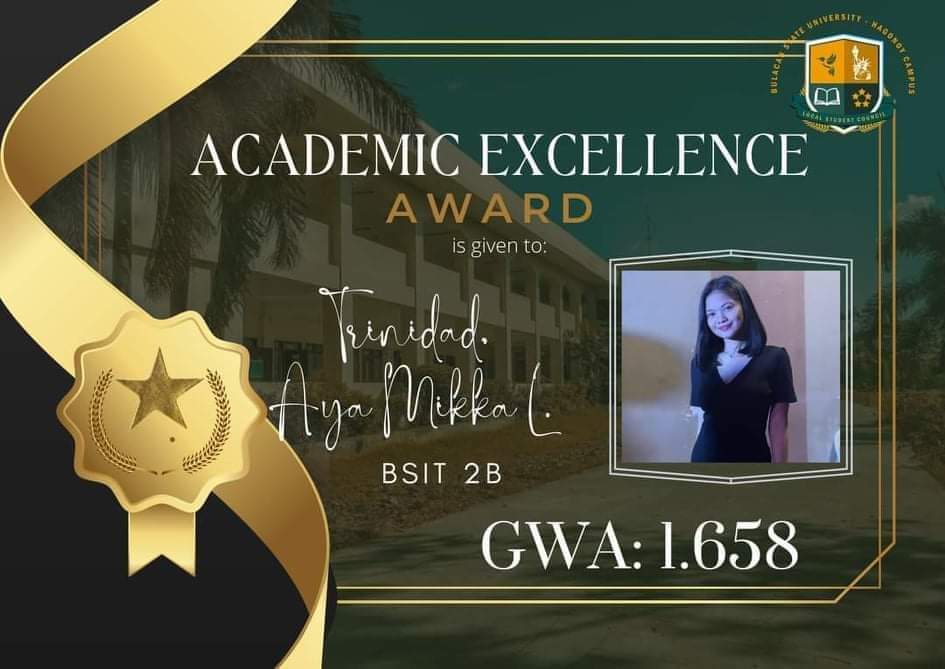 BULACAN STATE UNIVERSITY - HAGONOY CAMPUS
LOCAL STUDENT COUNCIL
ACADEMIC EXCELLENCE
AWARD
is given to:
Trinidad,
Aya Mikka L.
BSIT 2B
GWA: 1.658